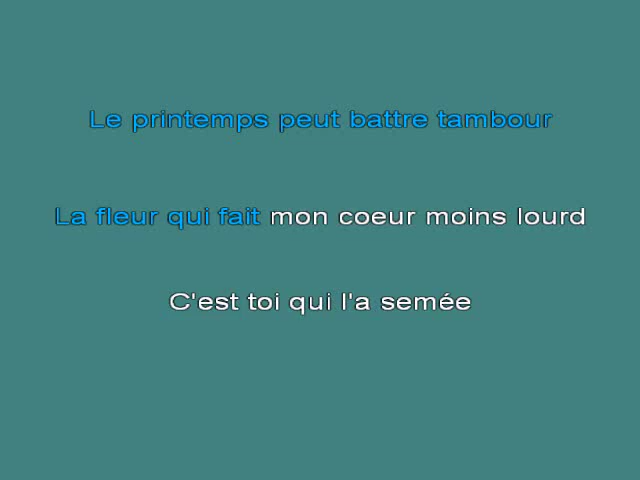 Le printemps peut battre tambour
La fleur qui fait mon coeur moins lourd
C'est toi qui l'a semée